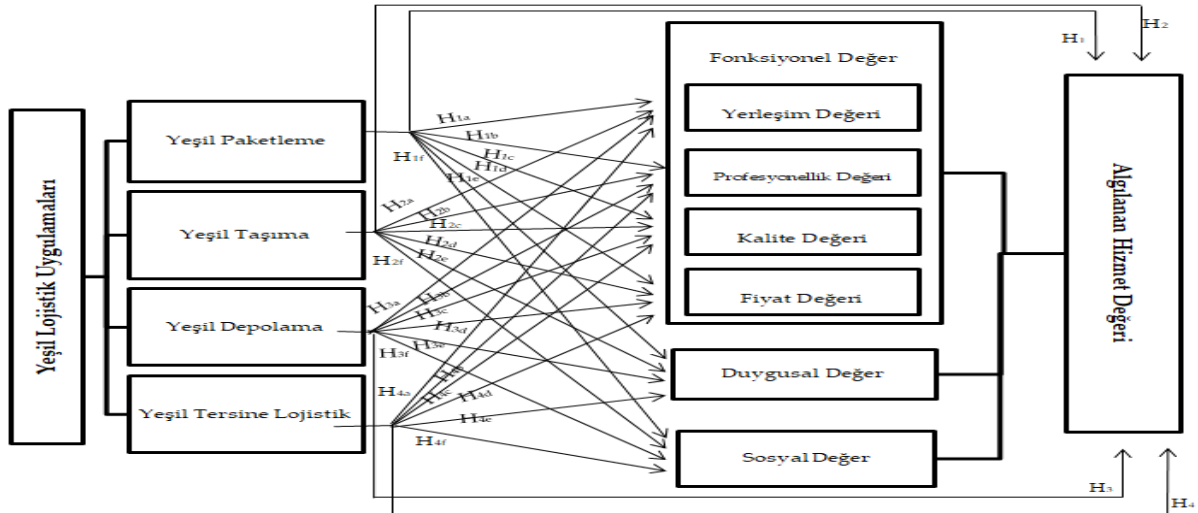 Yeşil Lojistik Uygulamaları
Yeşil Paketleme
Yeşil Taşıma
Yeşil Depolama
Yeşil Tersine Lojistik
H1a
H1b
H1c
H1d
H1e
H1f
H2a
H2b
H2c
H2d
H2e
H2f
H3a
H3b
H3c
H3d
H3e
H3f
H4a
H4b
H4c
H4d
H4e
H4f
Fonksiyonel Değer
Yerleşim Değeri
Profesyonellik Değeri
Kalite Değeri
Fiyat Değeri
Duygusal Değer
Sosyal Değer
H1
H2
Algılanan Hizmet Değeri
H3
H4